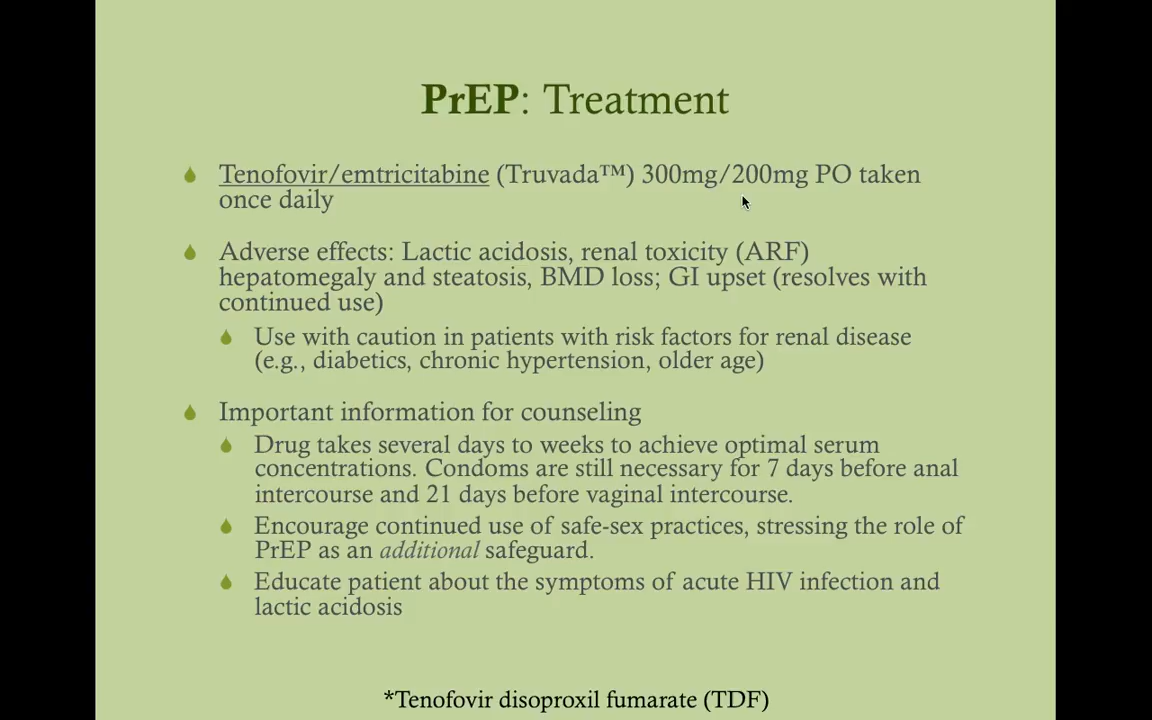 PrEP: Treatment
Tenofovir/emtricitabine (Truvada™) 300mg/200mg PO taken
once daily
Adverse effects: Lactic acidosis, renal toxicity (ARF)
hepatomegaly and steatosis, BMD loss; GI upset (resolves with
continued use)
Use with caution in patients with risk factors for renal disease
(e.g., diabetics, chronic hypertension, older age)
Important information for counseling
Drug takes several days to weeks to achieve optimal serum
concentrations. Condoms are still necessary for 7 days before anal
intercourse and 21 days before vaginal intercourse.
Encourage continued use of safe-sex practices, stressing the role of
PrEP as an additional safeguard.
Educate patient about the symptoms of acute HIV infection and
lactic acidosis
*Tenofovir disoproxil fumarate (TDF)